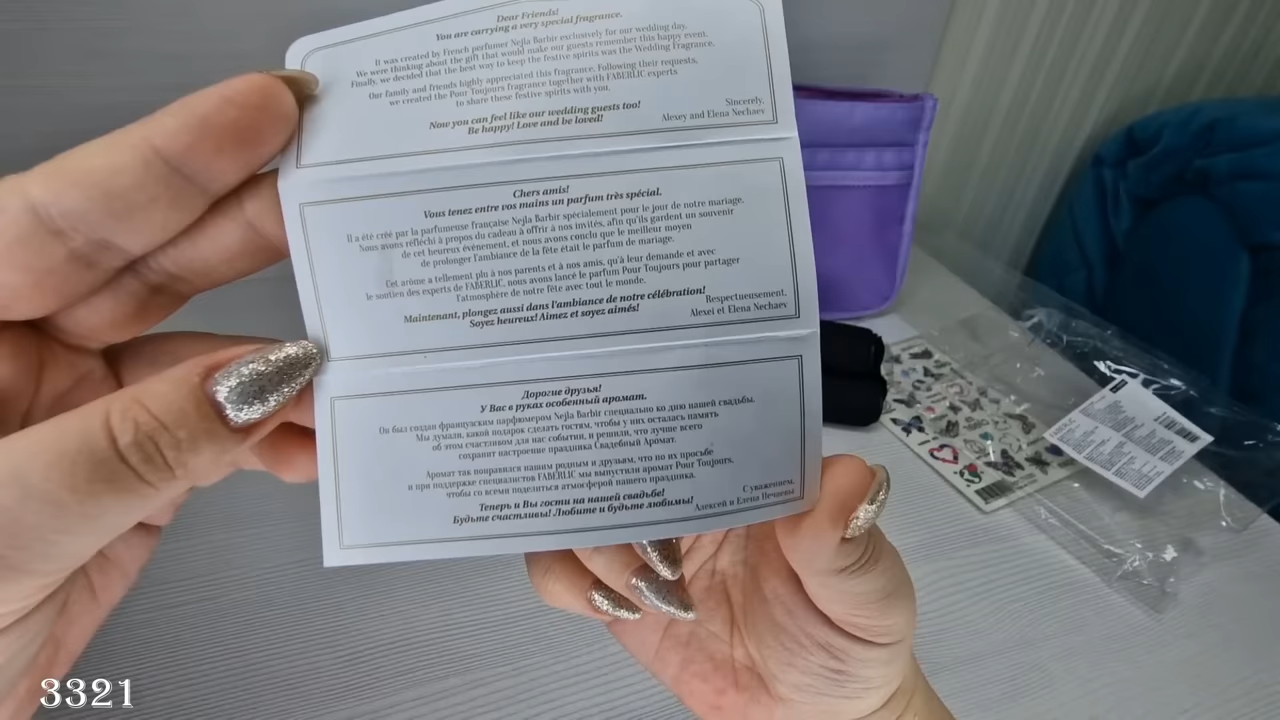 Dear Friends!
You are carrying a very special fragrance.
It was created by French perfumer Nejla Barbir exclusively for our wedding day.
We were thinking about the gift that would make our guests remember this happy event.
Finally, we decided that the best way to keep the festive spirits was the Wedding Fragrance.
Our family and friends highly appreciated this fragrance. Following their requests,
we created the Pour Toujours fragrance together with FABERLIC experts
to share these festive spirits with you.
Now you can feel like our wedding guests too!
Be happy! Love and be loved!
Sincerely,
Alexey and Elena Nechaev
Chers amis!
Vous tenez entre vos mains un parfum très spécial.
Il a été créé par la parfumeuse française Nejla Barbir spécialement pour le jour de notre mariage.
Nous avons réfléchi à propos du cadeau à offrir à nos invités, afin qu'ils gardent un souvenir
de cet heureux événement, et nous avons conclu que le meilleur moyen
de prolonger l'ambiance de la fête était le parfum de mariage.
Cet arôme a tellement plu à nos parents et à nos amis, qu'à leur demande et avec
le soutien des experts de FABERLIC, nous avons lancé le parfum Pour Toujours pour partager
l'atmosphère de notre fête avec tout le monde.
Maintenant, plongez aussi dans l'ambiance de notre célébration!
Soyez heureux! Aimez et soyez aimés!
Respectueusement,
Alexei et Elena Nechaev
Дорогие друзья!
У Вас в руках особенный аромат.
Он был создан французским парфюмером Nejla Barbir специально ко дню нашей свадьбы.
Мы думали, какой подарок сделать гостям, чтобы у них осталась память
об этом счастливом для нас событии, и решили, что лучше всего
сохранит настроение праздника Свадебный Аромат.
Аромат так понравился нашим родным и друзьям, что по их просьбе
и при поддержке специалистов FABERLIC мы выпустили аромат Pour Toujours,
чтобы со всеми поделиться атмосферой нашего праздника.
Теперь и Вы гости на нашей свадьбе!
Будьте счастливы! Любите и будьте любимы!
С уважением,
Алексей и Елена Нечаевы
3321